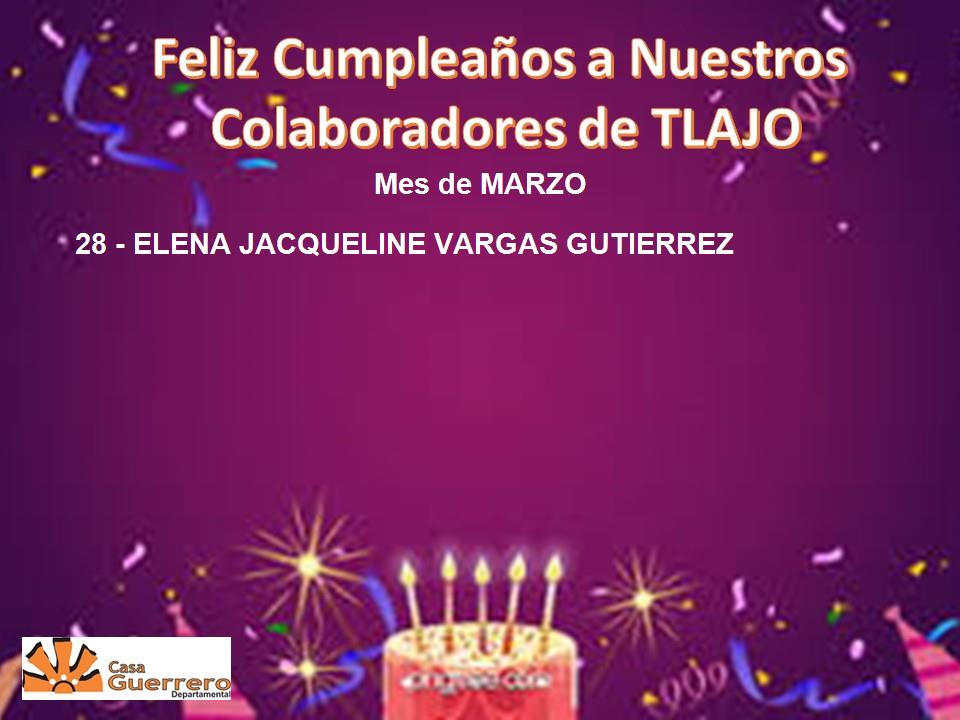 Feliz Cumpleaños a Nuestros
Colaboradores de TLAJO
Mes de MARZO
28 - ELENA JACQUELINE VARGAS GUTIERREZ
Casa
Guerrero
Departamental